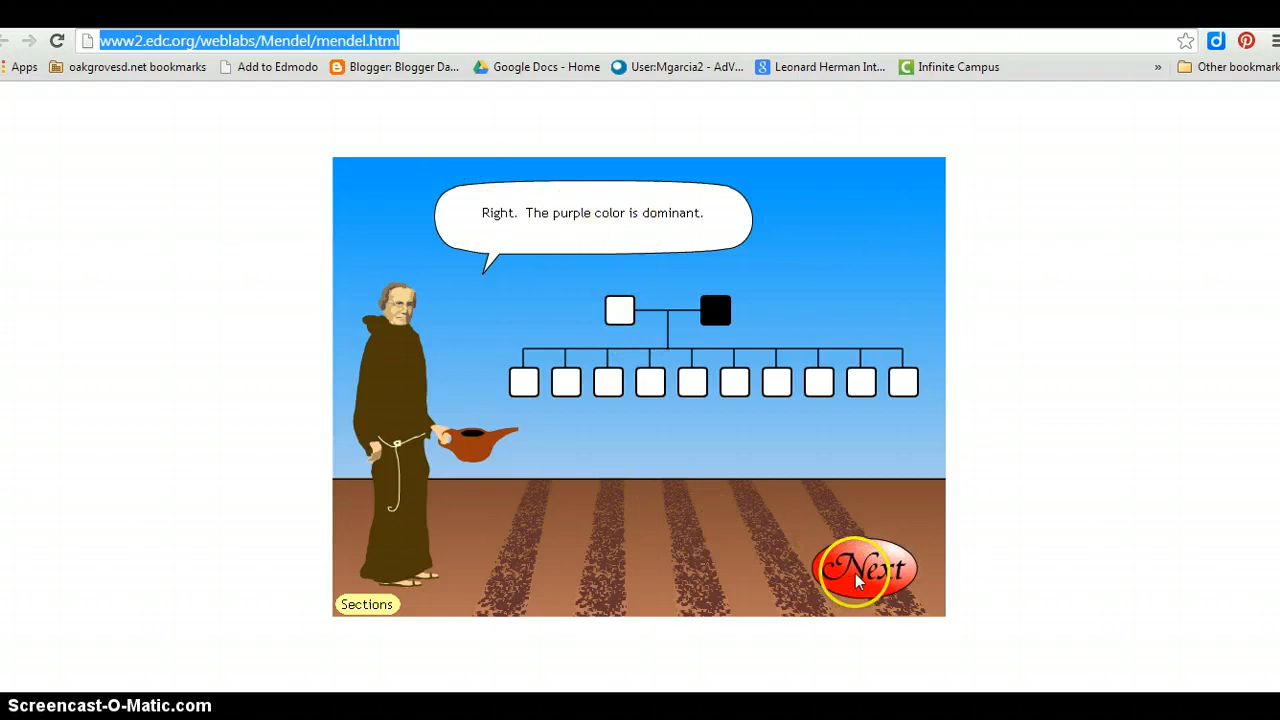 www2.edc.org/weblabs/Mendel/mendel.html
Apps oakgrovesd.net bookmarks Add to Edmodo Blogger: Blogger Da... Google Docs - Home User:Mgarcia2 - AdV... Leonard Herman Int... Infinite Campus » Other bookmark
Right. The purple color is dominant.
Next
Sections
Screencast-O-Matic.com